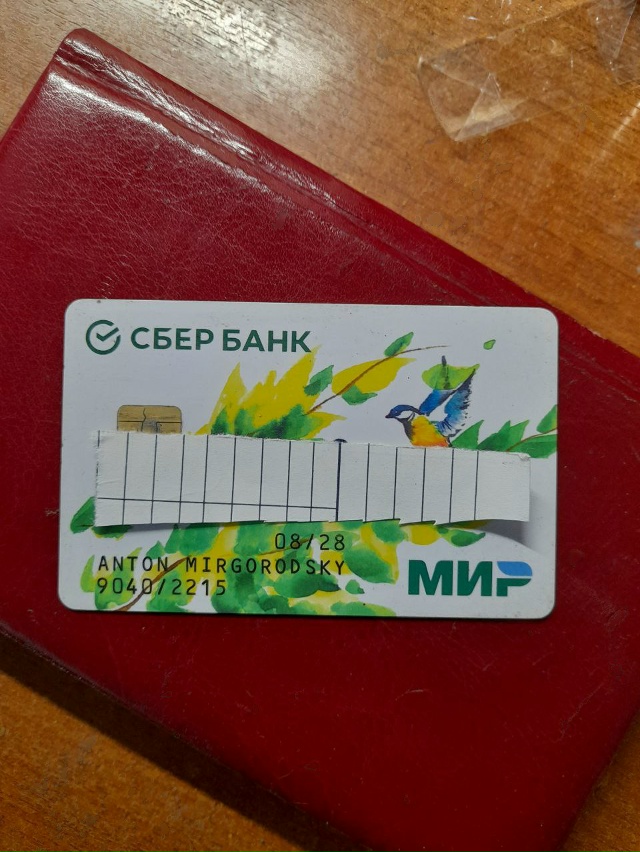 СБЕР БАНК
08/28
ANTON MIRGORODSKY
9040/2215
МИР